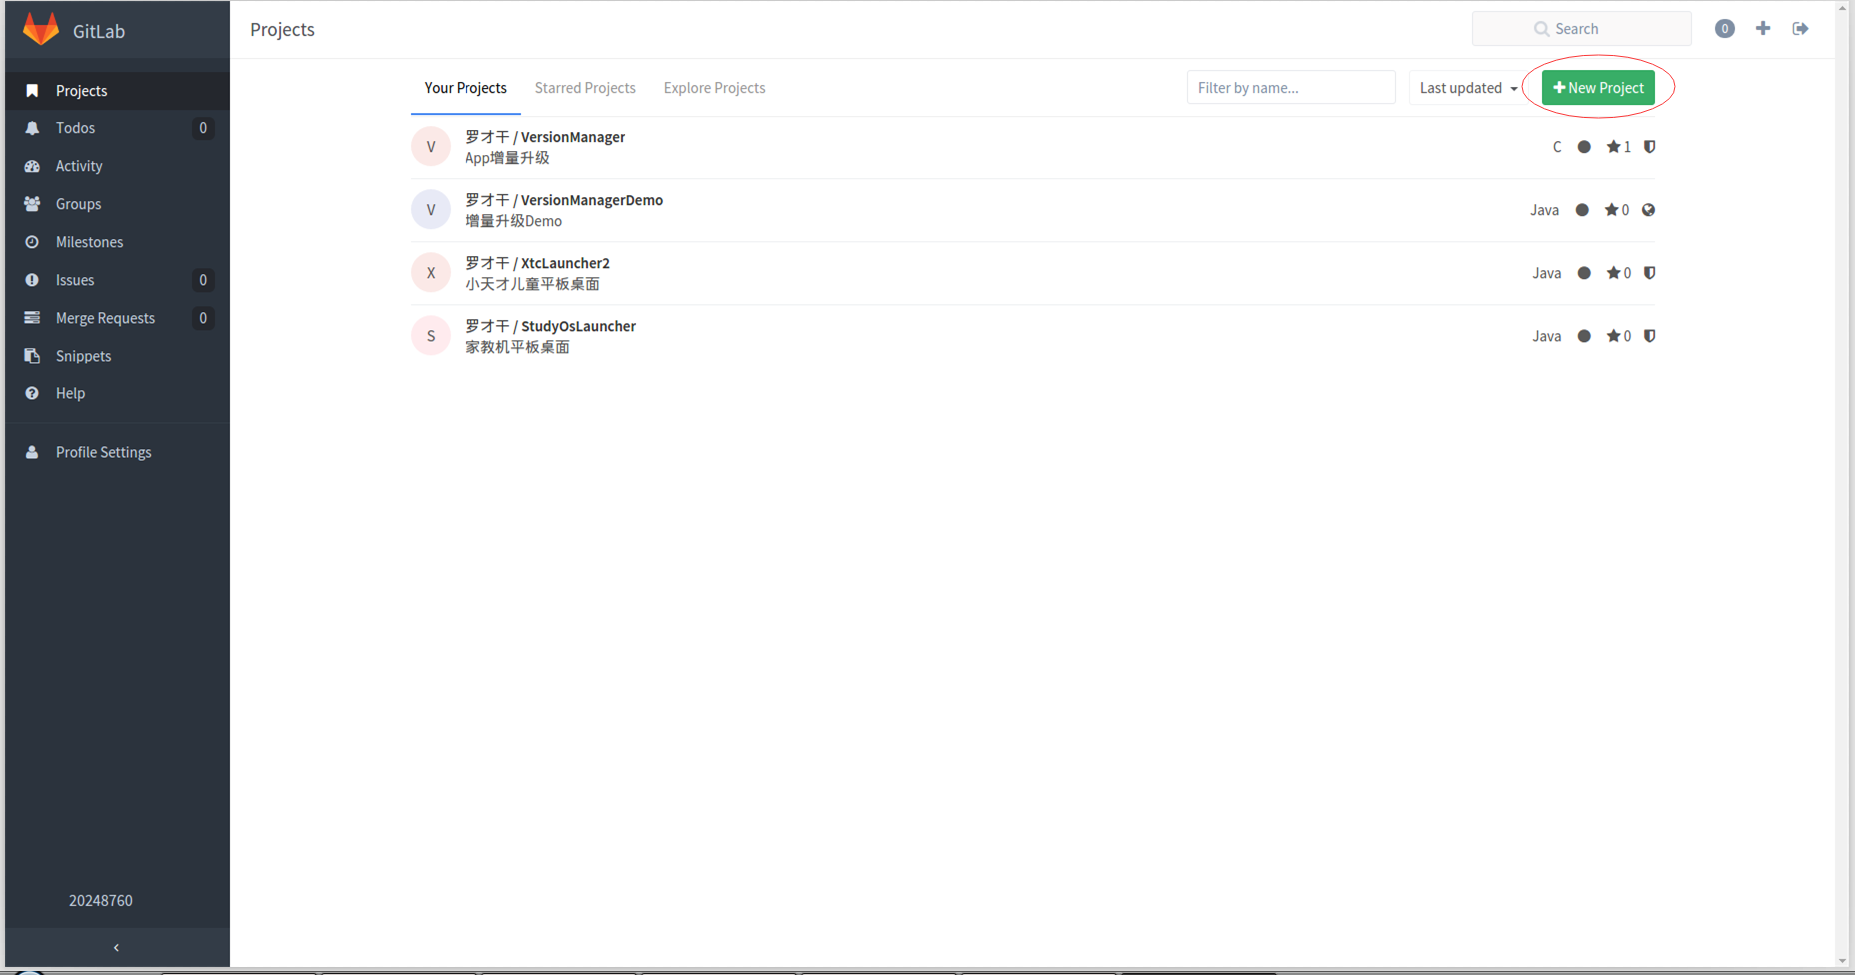 GitLab
Projects
Search
0
Projects
Todos 0
Activity
Groups
Milestones
Issues 0
Merge Requests 0
Snippets
Help
Profile Settings
20248760
Your Projects Starred Projects Explore Projects Filter by name... Last updated New Project
V 罗才干 / VersionManager C 1
App增量升级
V 罗才干 / VersionManagerDemo Java 0
增量升级Demo
X 罗才干 / XtcLauncher2 Java 0
小天才儿童平板桌面
S 罗才干 / StudyOsLauncher Java 0
家教机平板桌面